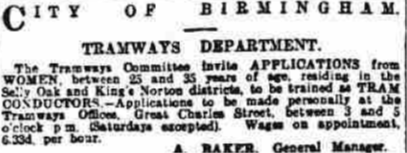 CITY OF BIRMINGHAM.
TRAMWAYS DEPARTMENT.
The Tramways Committee invite APPLICATIONS from
WOMEN, between 25 and 35 years of age, residing in the
Selly Oak and King's Norton districts, to be trained as TRAM
CONDUCTORS.—Applications to be made personally at the
Tramways Offices, Great Charles Street, between 3 and 5
o'clock p.m. (Saturdays excepted). Wages on appointment,
6.33d. per hour.
A. BAKER, General Manager.